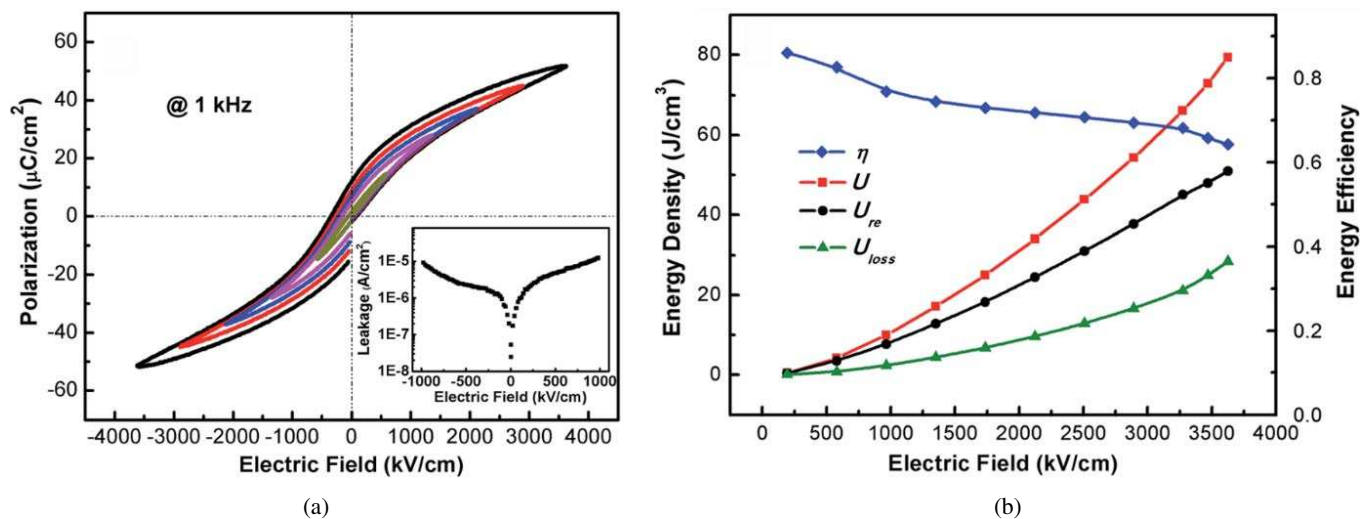 60
40
20
0
-20
-40
-60
Polarization (μC/cm²)
@ 1 kHz
-4000 -3000 -2000 -1000 0 1000 2000 3000 4000
Electric Field (kV/cm)
1E-5
1E-6
1E-7
1E-8
Leakage (A/cm²)
-1000 -500 0 500 1000
Electric Field (kV/cm)
(a)
80
60
40
20
0
Energy Density (J/cm³)
η
U
U_re
U_loss
0.8
0.6
0.4
0.2
0.0
Energy Efficiency
0 500 1000 1500 2000 2500 3000 3500 4000
Electric Field (kV/cm)
(b)